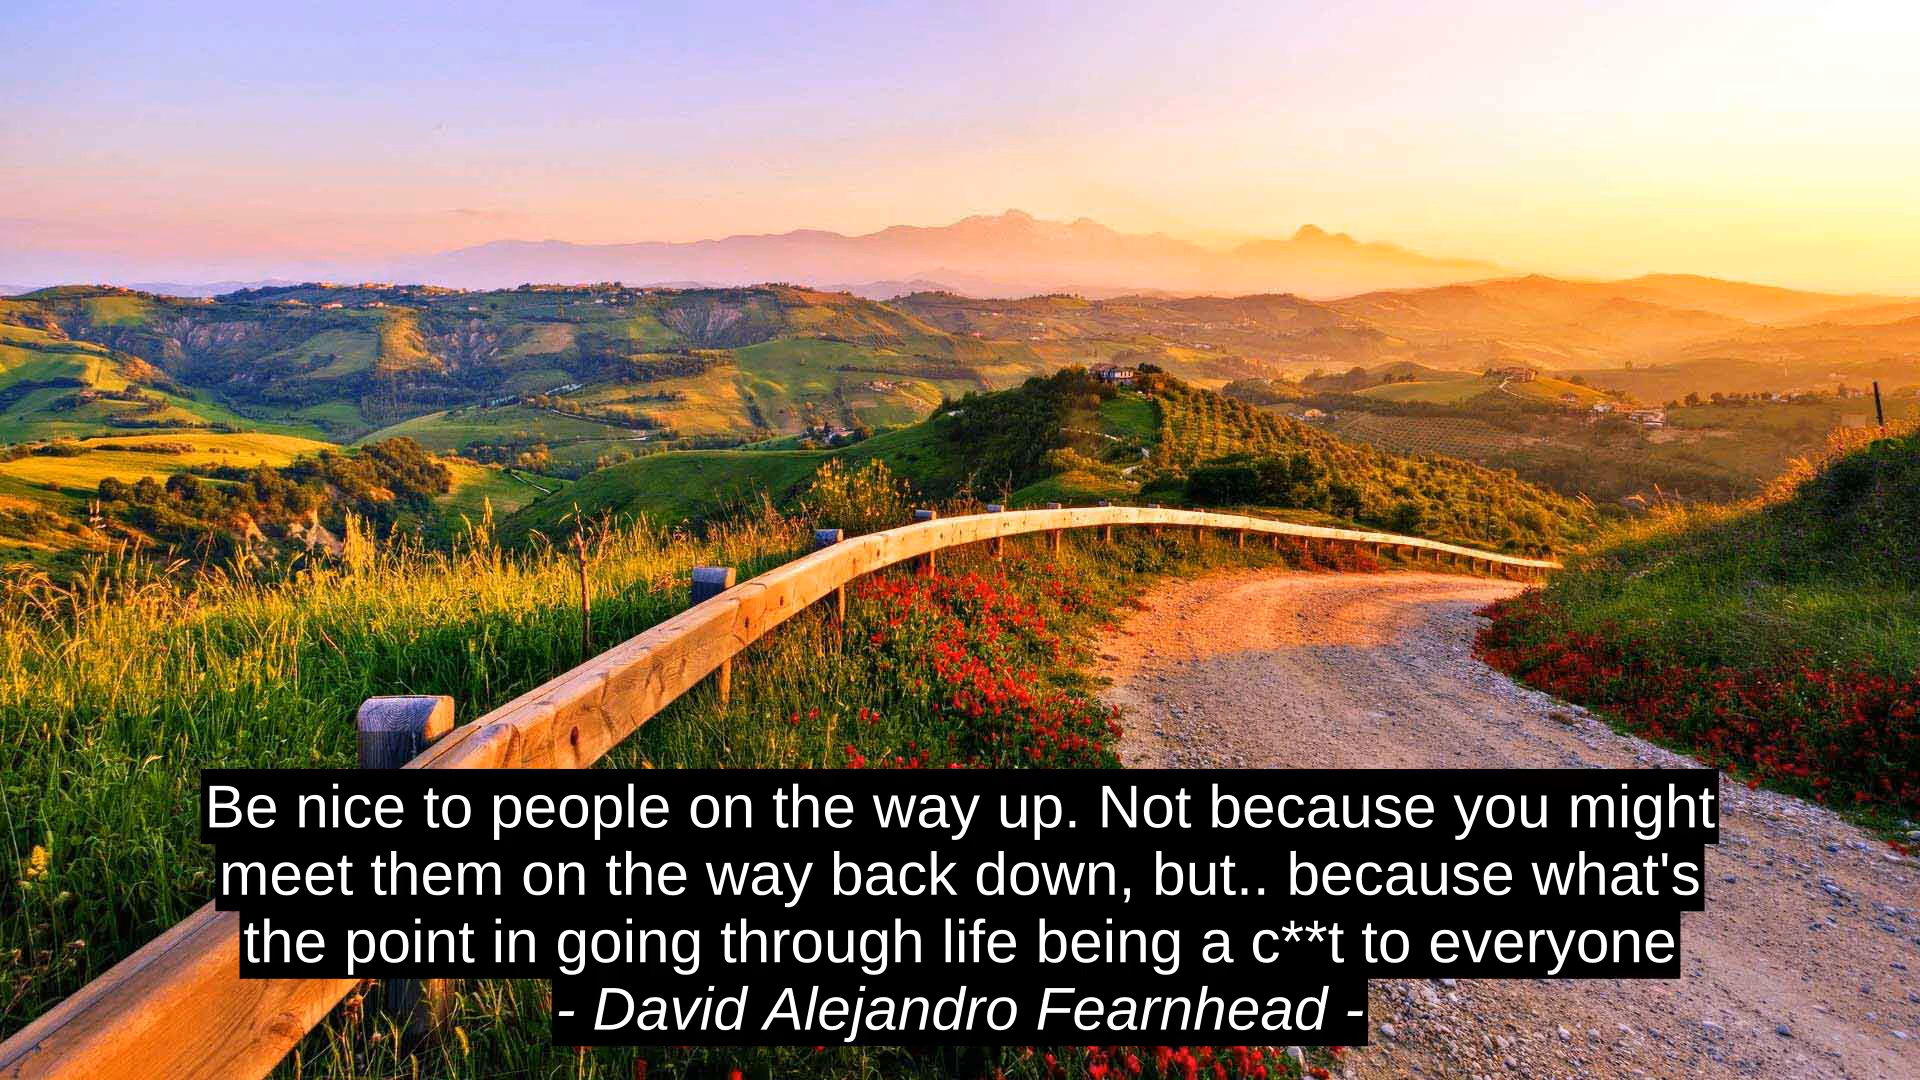 Be nice to people on the way up. Not because you might
meet them on the way back down, but.. because what's
the point in going through life being a c**t to everyone
- David Alejandro Fearnhead -